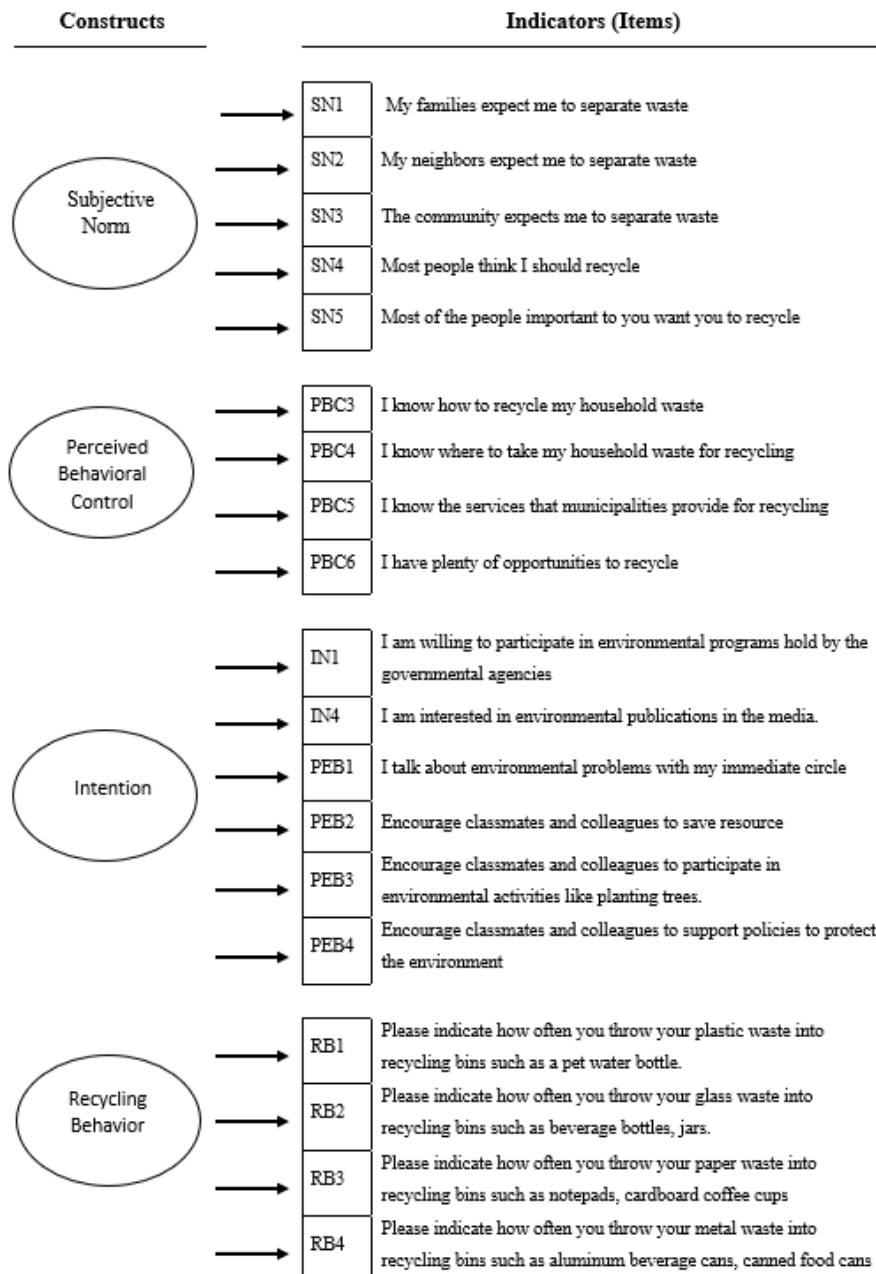 Constructs
Indicators (Items)
Subjective
Norm
SN1 My families expect me to separate waste
SN2 My neighbors expect me to separate waste
SN3 The community expects me to separate waste
SN4 Most people think I should recycle
SN5 Most of the people important to you want you to recycle
Perceived
Behavioral
Control
PBC3 I know how to recycle my household waste
PBC4 I know where to take my household waste for recycling
PBC5 I know the services that municipalities provide for recycling
PBC6 I have plenty of opportunities to recycle
Intention
IN1 I am willing to participate in environmental programs hold by the
governmental agencies
IN4 I am interested in environmental publications in the media.
PEB1 I talk about environmental problems with my immediate circle
PEB2 Encourage classmates and colleagues to save resource
PEB3 Encourage classmates and colleagues to participate in
environmental activities like planting trees.
PEB4 Encourage classmates and colleagues to support policies to protect
the environment
Recycling
Behavior
RB1 Please indicate how often you throw your plastic waste into
recycling bins such as a pet water bottle.
RB2 Please indicate how often you throw your glass waste into
recycling bins such as beverage bottles, jars.
RB3 Please indicate how often you throw your paper waste into
recycling bins such as notepads, cardboard coffee cups
RB4 Please indicate how often you throw your metal waste into
recycling bins such as aluminum beverage cans, canned food cans